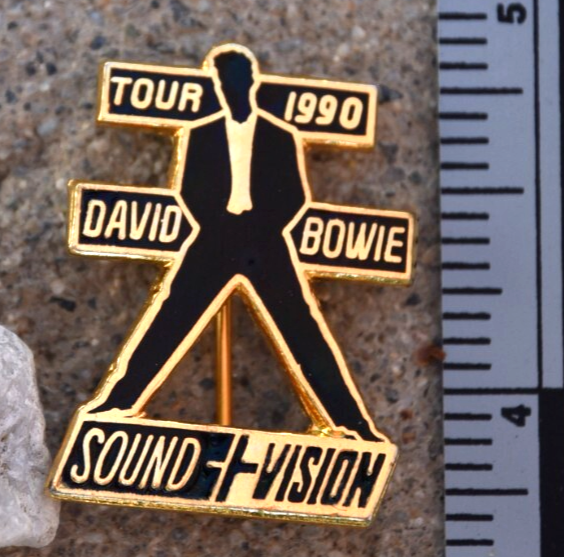 TOUR 1990
DAVID BOWIE
SOUND+VISION
5
4